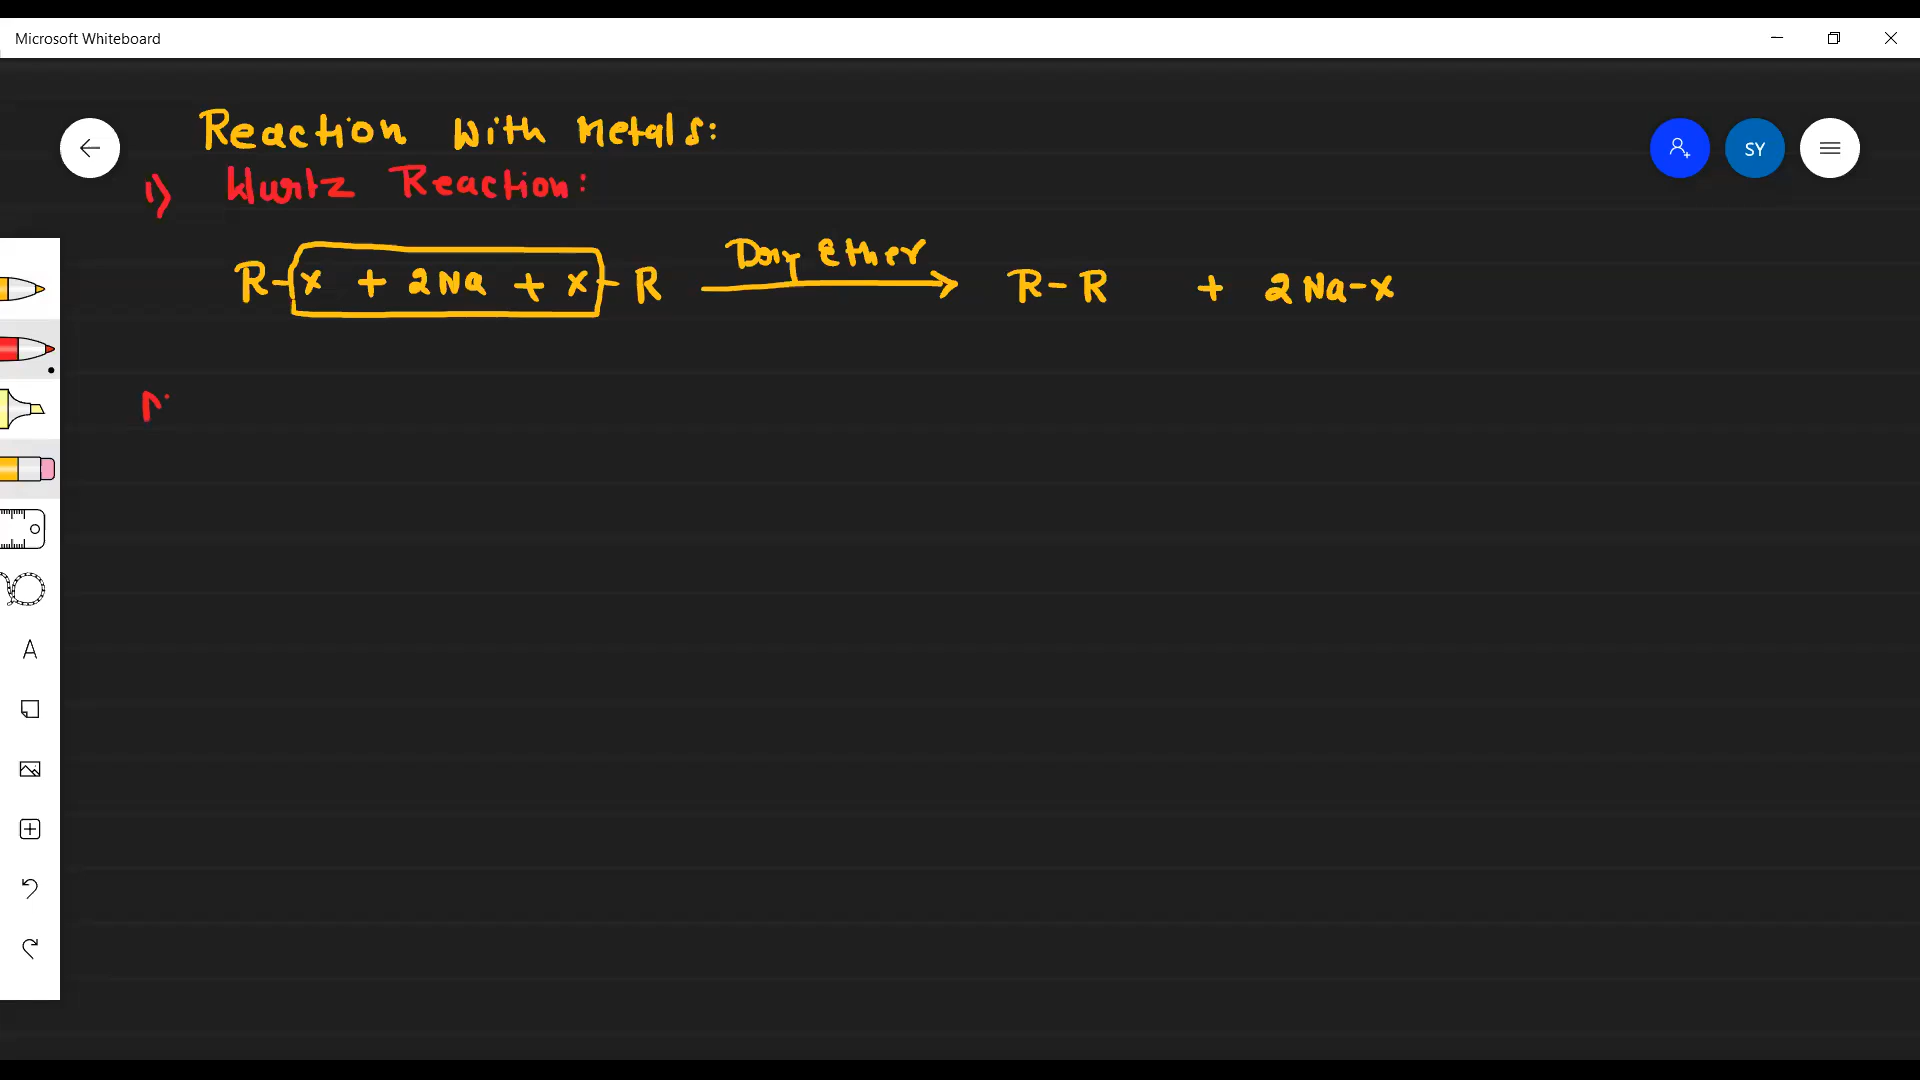 Microsoft Whiteboard
Reaction With Metals:
SY
1) Wurtz Reaction:
Dry Ether
R-x + 2Na + x-R → R-R + 2Na-x
A